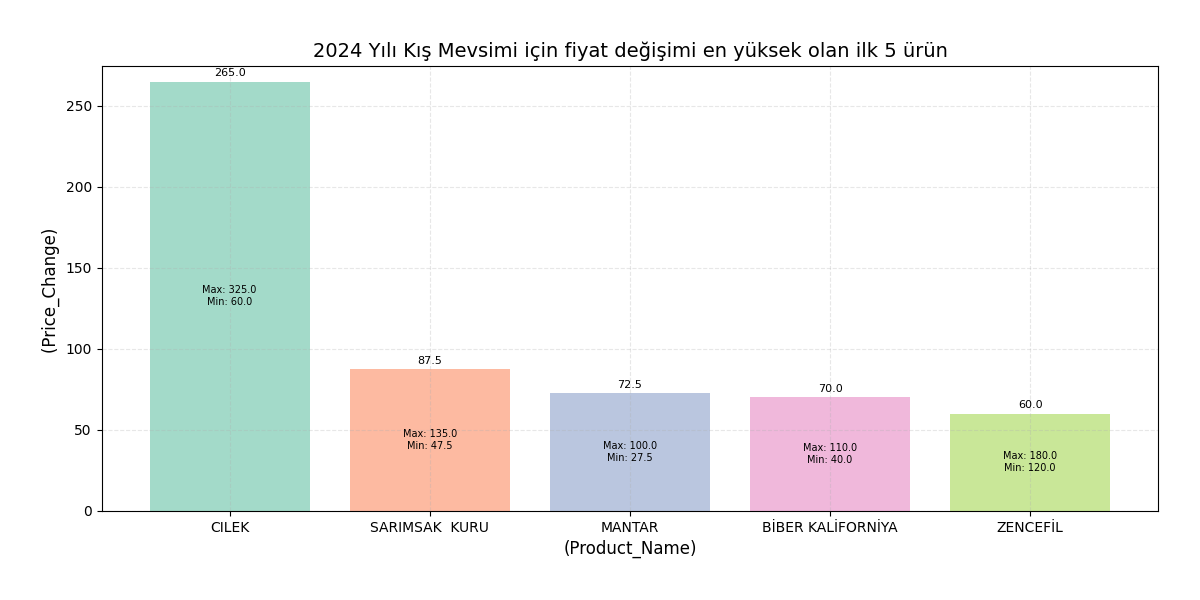 2024 Yılı Kış Mevsimi için fiyat değişimi en yüksek olan ilk 5 ürün
(Price_Change)
250
200
150
100
50
0
265.0
Max: 325.0
Min: 60.0
87.5
Max: 135.0
Min: 47.5
72.5
Max: 100.0
Min: 27.5
70.0
Max: 110.0
Min: 40.0
60.0
Max: 180.0
Min: 120.0
CILEK
SARIMSAK  KURU
MANTAR
BİBER KALİFORNİYA
ZENCEFİL
(Product_Name)